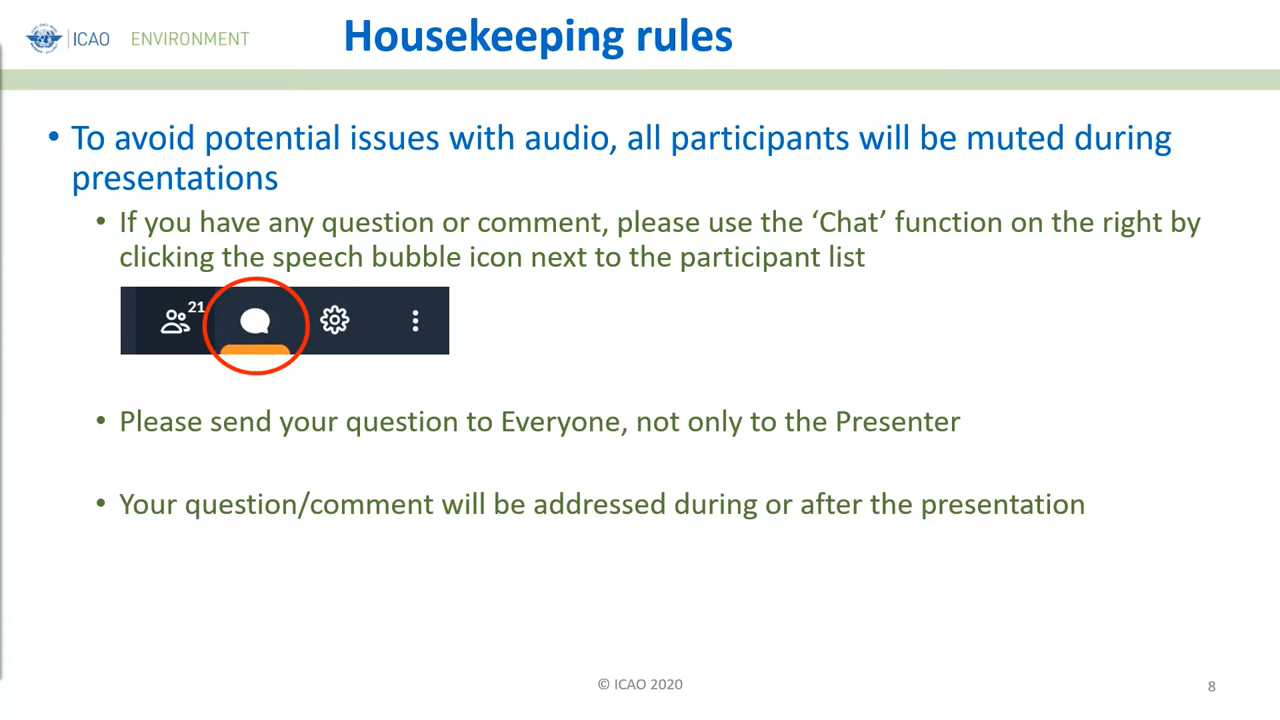 ICAO ENVIRONMENT
Housekeeping rules
• To avoid potential issues with audio, all participants will be muted during
presentations
• If you have any question or comment, please use the ‘Chat’ function on the right by
clicking the speech bubble icon next to the participant list
21
• Please send your question to Everyone, not only to the Presenter
• Your question/comment will be addressed during or after the presentation
© ICAO 2020
8